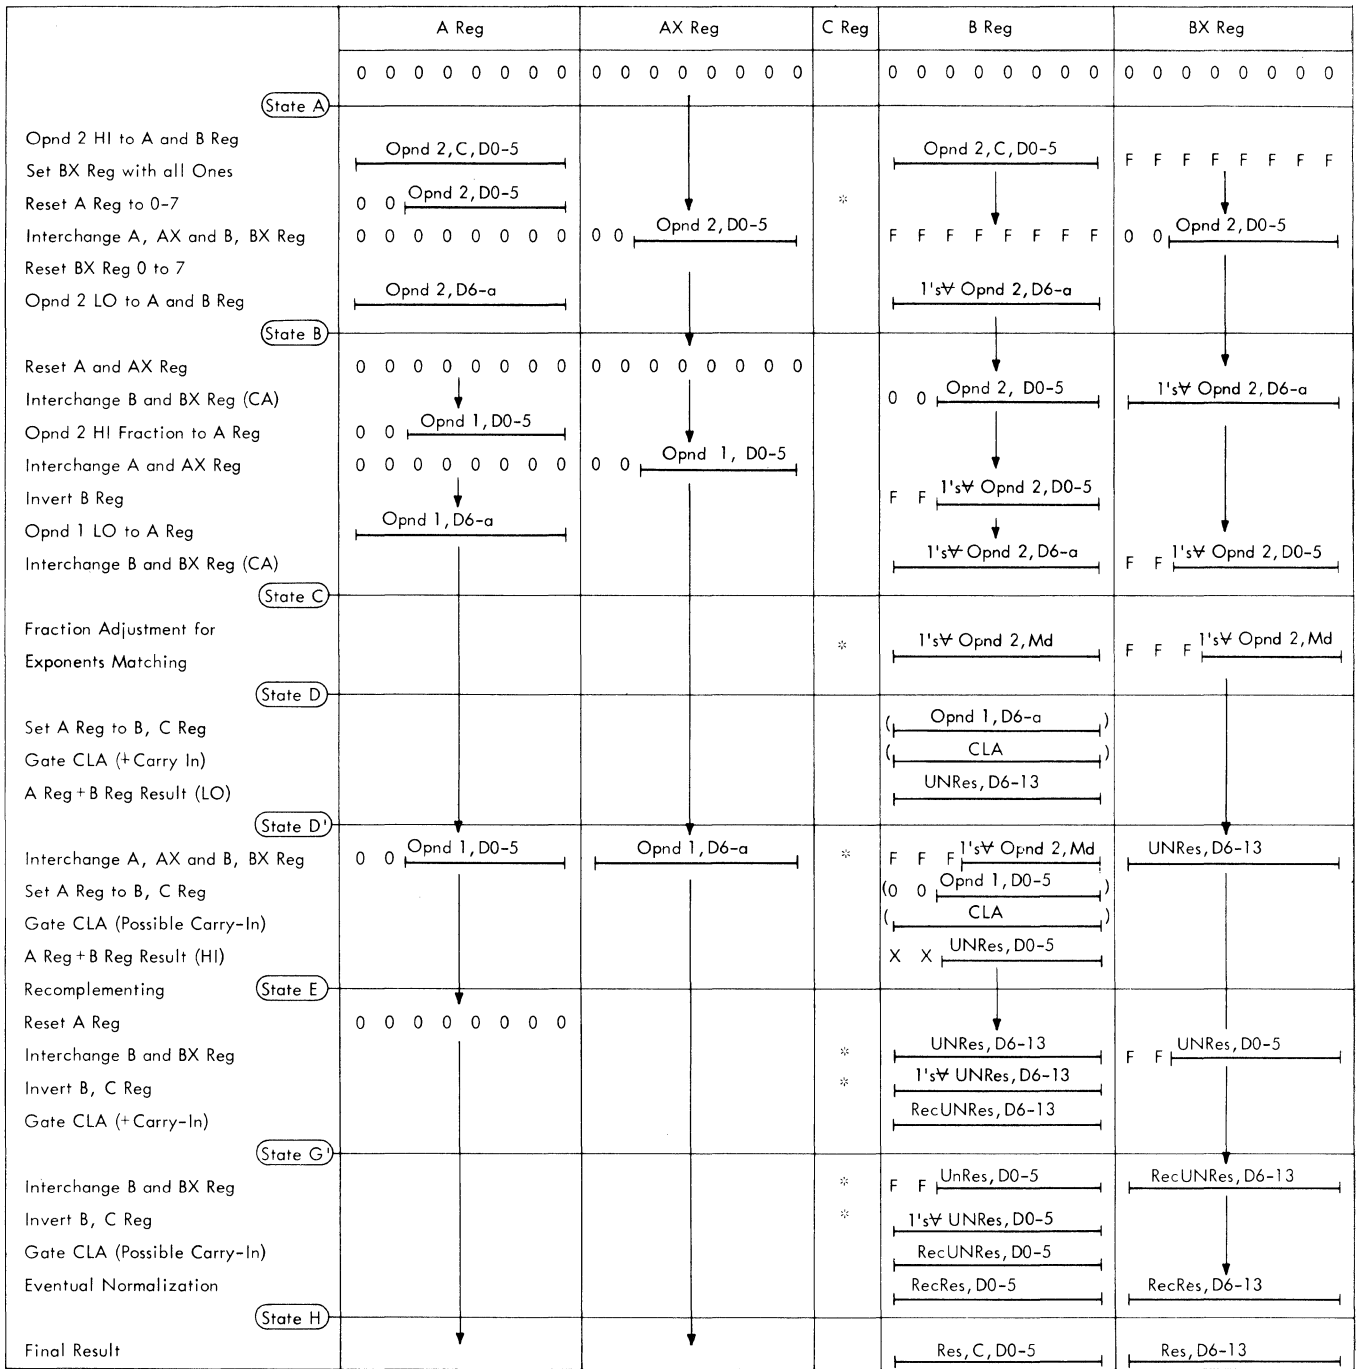 A Reg AX Reg C Reg B Reg BX Reg
0 0 0 0 0 0 0 0 0 0 0 0 0 0 0 0 0 0 0 0 0 0 0 0 0 0 0 0 0 0 0 0
State A
Opnd 2 HI to A and B Reg Opnd 2,C,D0-5 Opnd 2,C,D0-5 F F F F F F F F
Set BX Reg with all Ones
Reset A Reg to 0-7 0 0 Opnd 2,D0-5 *
Interchange A, AX and B, BX Reg 0 0 0 0 0 0 0 0 0 0 Opnd 2,D0-5 F F F F F F F F 0 0 Opnd 2,D0-5
Reset BX Reg 0 to 7
Opnd 2 LO to A and B Reg Opnd 2,D6-a 1's∀ Opnd 2,D6-a
State B
Reset A and AX Reg 0 0 0 0 0 0 0 0 0 0 0 0 0 0 0 0
Interchange B and BX Reg (CA) 0 0 Opnd 2, D0-5 1's∀ Opnd 2,D6-a
Opnd 2 HI Fraction to A Reg 0 0 Opnd 1,D0-5
Interchange A and AX Reg 0 0 0 0 0 0 0 0 0 0 Opnd 1, D0-5
Invert B Reg F F 1's∀ Opnd 2,D0-5
Opnd 1 LO to A Reg Opnd 1,D6-a
Interchange B and BX Reg (CA) 1's∀ Opnd 2,D6-a F F 1's∀ Opnd 2,D0-5
State C
Fraction Adjustment for
Exponents Matching * 1's∀ Opnd 2,Md F F F 1's∀ Opnd 2,Md
State D
Set A Reg to B, C Reg (Opnd 1,D6-a)
Gate CLA (+Carry In) (CLA)
A Reg+B Reg Result (LO) UNRes,D6-13
State D'
Interchange A, AX and B, BX Reg 0 0 Opnd 1,D0-5 Opnd 1,D6-a * F F F 1's∀ Opnd 2,Md UNRes,D6-13
Set A Reg to B, C Reg (0 0 Opnd 1,D0-5)
Gate CLA (Possible Carry-In) (CLA)
A Reg+B Reg Result (HI) X X UNRes,D0-5
Recomplementing State E
Reset A Reg 0 0 0 0 0 0 0 0
Interchange B and BX Reg * UNRes,D6-13 F F UNRes,D0-5
Invert B, C Reg * 1's∀ UNRes,D6-13
Gate CLA (+Carry-In) RecUNRes,D6-13
State G'
Interchange B and BX Reg * F F UnRes,D0-5 RecUNRes,D6-13
Invert B, C Reg * 1's∀ UNRes,D0-5
Gate CLA (Possible Carry-In) RecUNRes,D0-5
Eventual Normalization RecRes,D0-5 RecRes,D6-13
State H
Final Result Res,C,D0-5 Res,D6-13